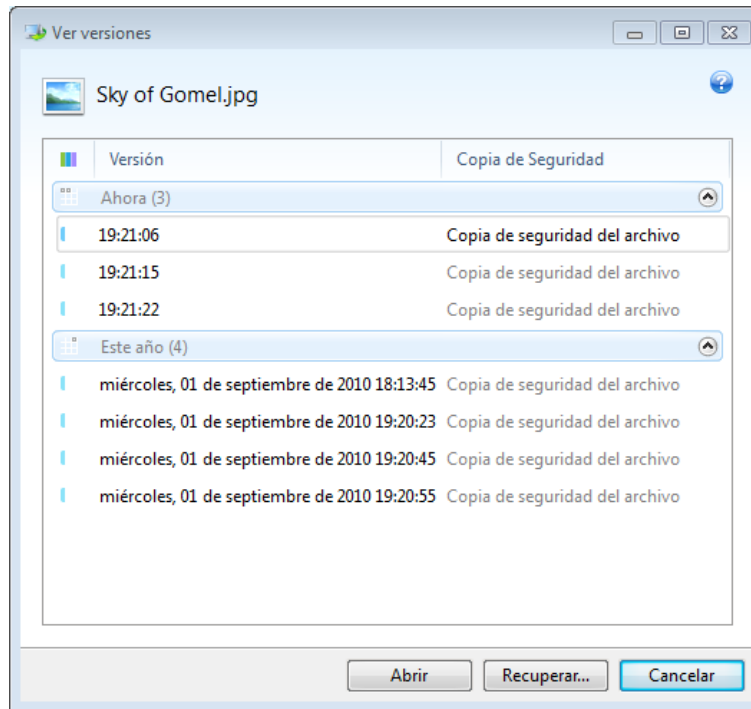 Ver versiones
Sky of Gomel.jpg
Versión Copia de Seguridad
Ahora (3)
19:21:06 Copia de seguridad del archivo
19:21:15 Copia de seguridad del archivo
19:21:22 Copia de seguridad del archivo
Este año (4)
miércoles, 01 de septiembre de 2010 18:13:45 Copia de seguridad del archivo
miércoles, 01 de septiembre de 2010 19:20:23 Copia de seguridad del archivo
miércoles, 01 de septiembre de 2010 19:20:45 Copia de seguridad del archivo
miércoles, 01 de septiembre de 2010 19:20:55 Copia de seguridad del archivo
Abrir Recuperar... Cancelar